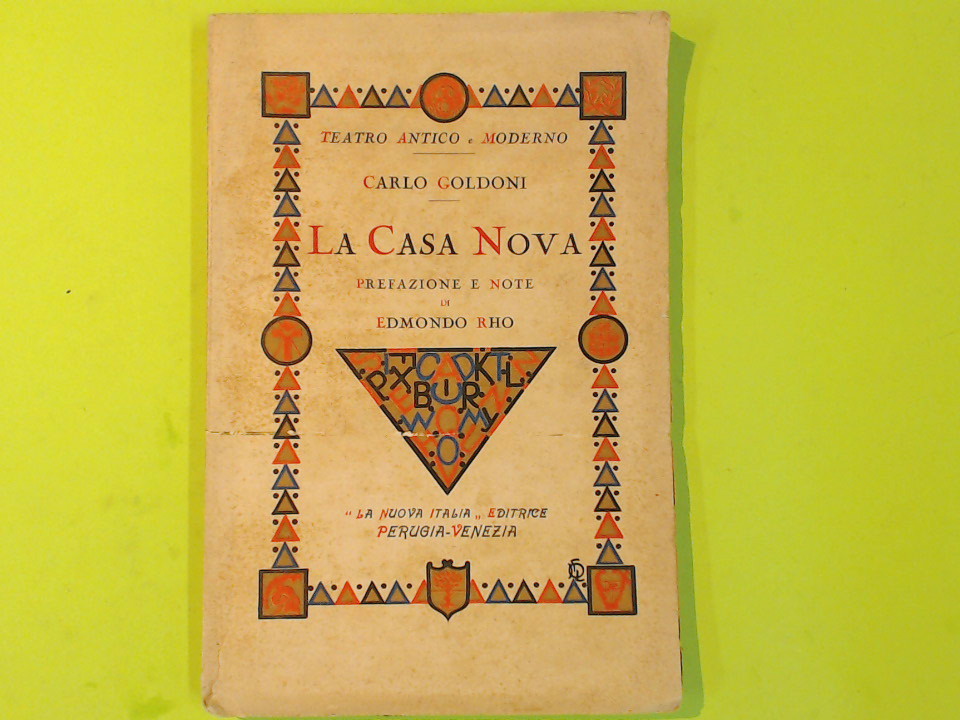 TEATRO ANTICO e MODERNO
CARLO GOLDONI
LA CASA NOVA
PREFAZIONE E NOTE
DI
EDMONDO RHO
"LA NUOVA ITALIA„ EDITRICE
PERUGIA-VENEZIA